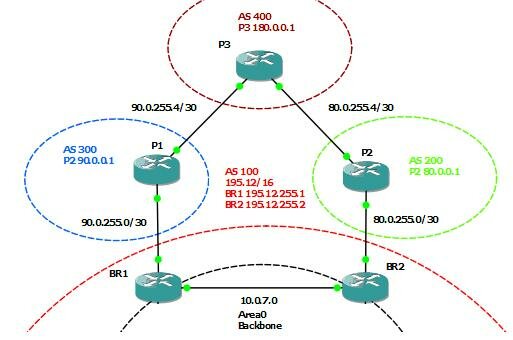 AS 400
P3 180.0.0.1
P3
90.0.255.4/30
80.0.255.4/30
AS 300
P2 90.0.0.1
P1
P2
AS 200
P2 80.0.0.1
AS 100
195.12/16
BR1 195.12.255.1
BR2 195.12.255.2
90.0.255.0/30
80.0.255.0/30
BR1
BR2
10.0.7.0
Area0
Backbone